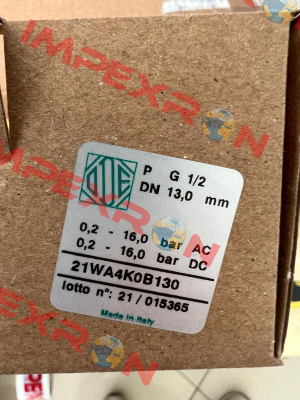 IMPEXRON
P G 1/2
DN 13,0 mm
0,2 - 16,0 bar AC
0,2 - 16,0 bar DC
21WA4K0B130
lotto n°: 21 / 015365
Made in Italy
IMPEXRON
IMPEXRON